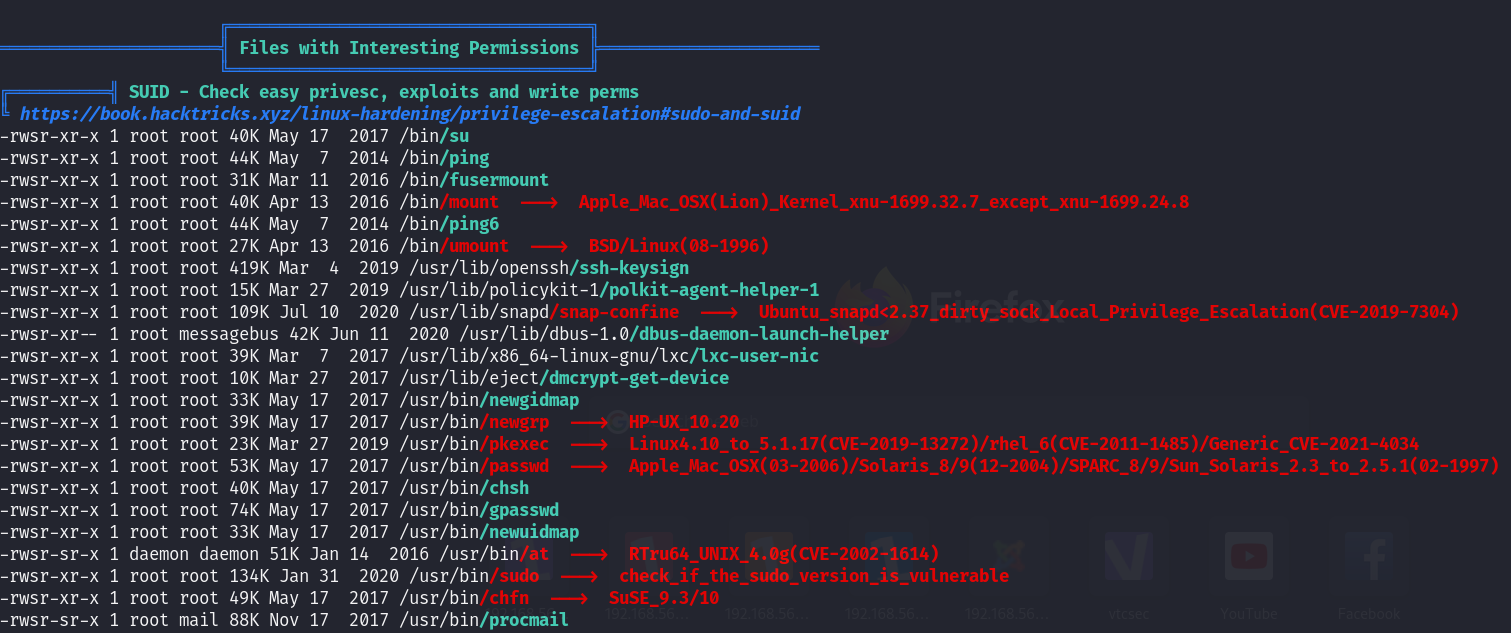 Files with Interesting Permissions
SUID - Check easy privesc, exploits and write perms
https://book.hacktricks.xyz/linux-hardening/privilege-escalation#sudo-and-suid
-rwsr-xr-x 1 root root 40K May 17  2017 /bin/su
-rwsr-xr-x 1 root root 44K May  7  2014 /bin/ping
-rwsr-xr-x 1 root root 31K Mar 11  2016 /bin/fusermount
-rwsr-xr-x 1 root root 40K Apr 13  2016 /bin/mount  --->  Apple_Mac_OSX(Lion)_Kernel_xnu-1699.32.7_except_xnu-1699.24.8
-rwsr-xr-x 1 root root 44K May  7  2014 /bin/ping6
-rwsr-xr-x 1 root root 27K Apr 13  2016 /bin/umount  --->  BSD/Linux(08-1996)
-rwsr-xr-x 1 root root 419K Mar  4  2019 /usr/lib/openssh/ssh-keysign
-rwsr-xr-x 1 root root 15K Mar 27  2019 /usr/lib/policykit-1/polkit-agent-helper-1
-rwsr-xr-x 1 root root 109K Jul 10  2020 /usr/lib/snapd/snap-confine  --->  Ubuntu_snapd<2.37_dirty_sock_Local_Privilege_Escalation(CVE-2019-7304)
-rwsr-xr-- 1 root messagebus 42K Jun 11  2020 /usr/lib/dbus-1.0/dbus-daemon-launch-helper
-rwsr-xr-x 1 root root 39K Mar  7  2017 /usr/lib/x86_64-linux-gnu/lxc/lxc-user-nic
-rwsr-xr-x 1 root root 10K Mar 27  2017 /usr/lib/eject/dmcrypt-get-device
-rwsr-xr-x 1 root root 33K May 17  2017 /usr/bin/newgidmap
-rwsr-xr-x 1 root root 39K May 17  2017 /usr/bin/newgrp  --->  HP-UX_10.20
-rwsr-xr-x 1 root root 23K Mar 27  2019 /usr/bin/pkexec  --->  Linux4.10_to_5.1.17(CVE-2019-13272)/rhel_6(CVE-2011-1485)/Generic_CVE-2021-4034
-rwsr-xr-x 1 root root 53K May 17  2017 /usr/bin/passwd  --->  Apple_Mac_OSX(03-2006)/Solaris_8/9(12-2004)/SPARC_8/9/Sun_Solaris_2.3_to_2.5.1(02-1997)
-rwsr-xr-x 1 root root 40K May 17  2017 /usr/bin/chsh
-rwsr-xr-x 1 root root 74K May 17  2017 /usr/bin/gpasswd
-rwsr-xr-x 1 root root 33K May 17  2017 /usr/bin/newuidmap
-rwsr-sr-x 1 daemon daemon 51K Jan 14  2016 /usr/bin/at  --->  RTru64_UNIX_4.0g(CVE-2002-1614)
-rwsr-xr-x 1 root root 134K Jan 31  2020 /usr/bin/sudo  --->  check_if_the_sudo_version_is_vulnerable
-rwsr-xr-x 1 root root 49K May 17  2017 /usr/bin/chfn  --->  SuSE_9.3/10
-rwsr-sr-x 1 root mail 88K Nov 17  2017 /usr/bin/procmail
Firefox
192.168.56... 192.168.56... 192.168.56... 192.168.56... vtcsec YouTube Facebook